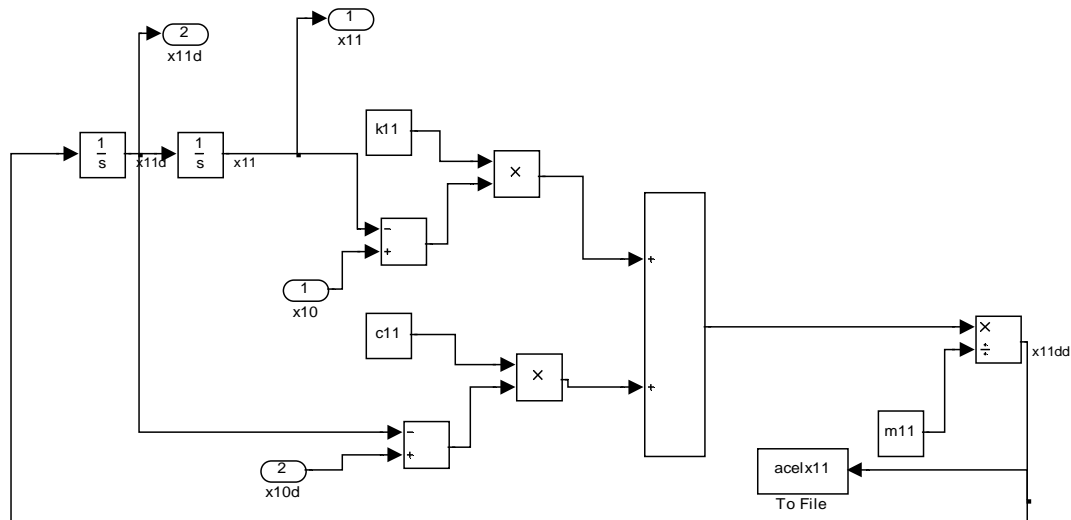 1
x11
2
x11d
1
s
x11d
1
s
x11
k11
×
−
+
1
x10
+
c11
×
+
−
+
2
x10d
×
÷
x11dd
m11
acelx11
To File